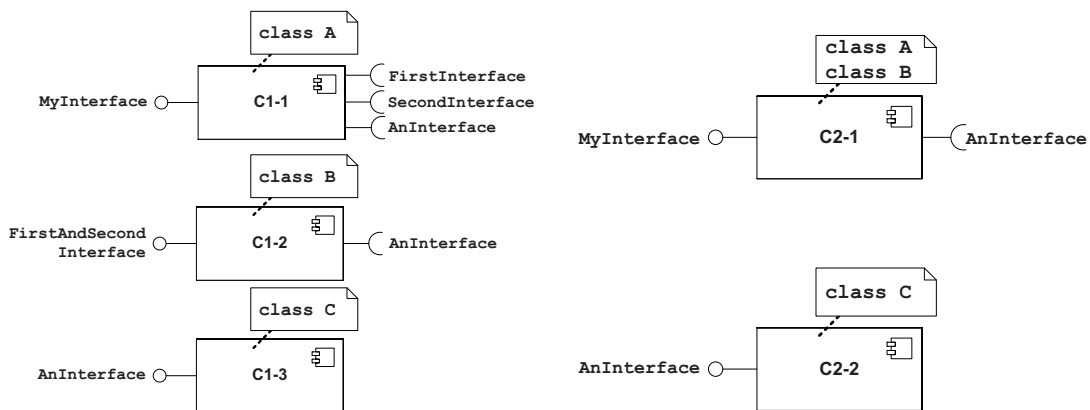 class A
C1-1
MyInterface
FirstInterface
SecondInterface
AnInterface
class B
C1-2
FirstAndSecond
Interface
AnInterface
class C
C1-3
AnInterface
class A
class B
C2-1
MyInterface
AnInterface
class C
C2-2
AnInterface